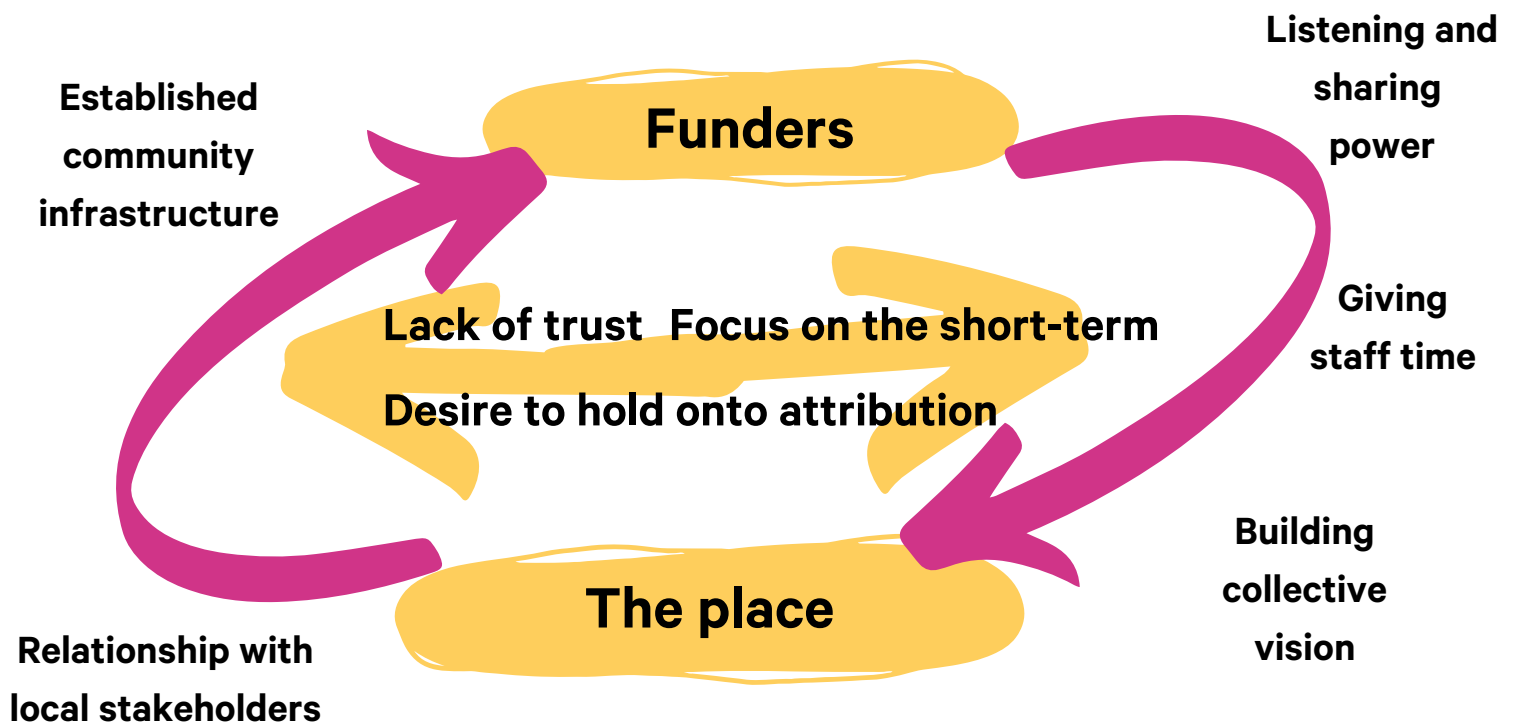 Listening and
sharing
power
Established
community
infrastructure
Funders
Giving
staff time
Lack of trust  Focus on the short-term
Desire to hold onto attribution
Building
collective
vision
The place
Relationship with
local stakeholders